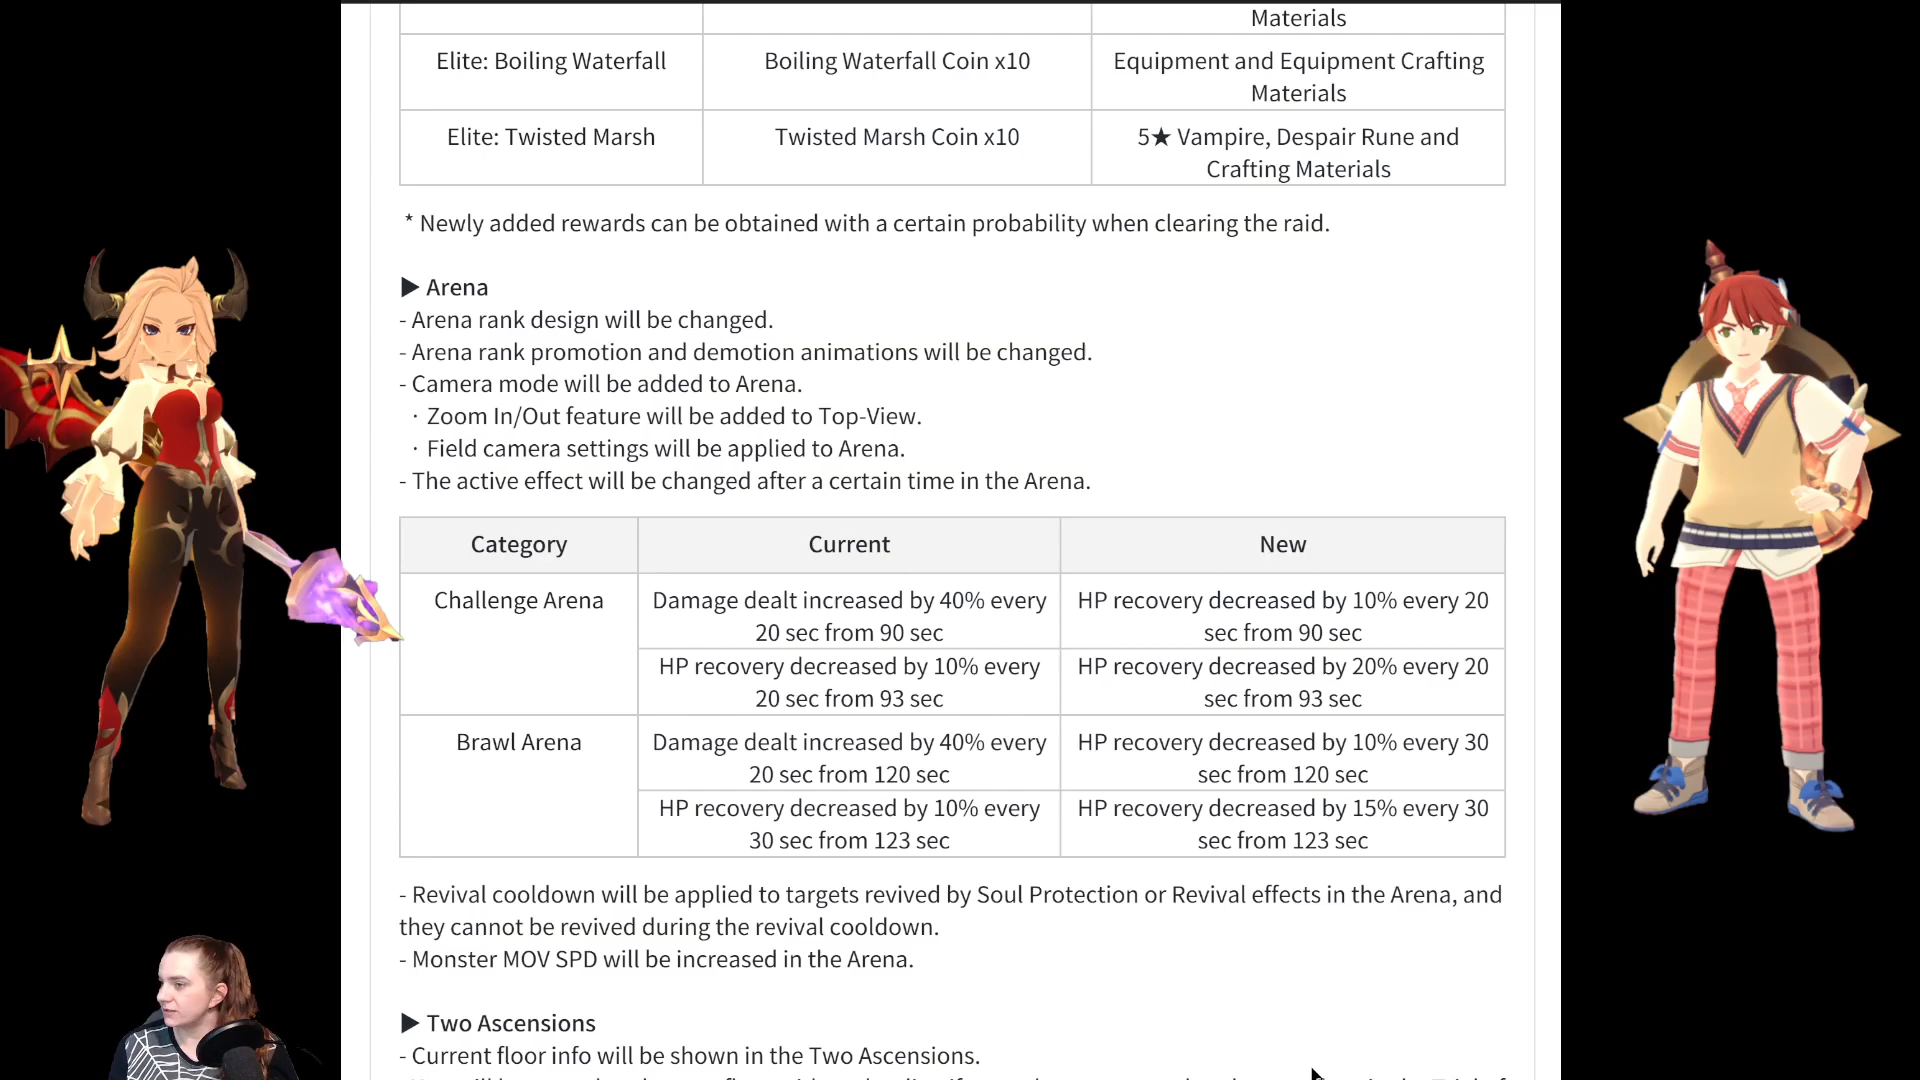 Materials
Elite: Boiling Waterfall
Boiling Waterfall Coin x10
Equipment and Equipment Crafting
Materials
Elite: Twisted Marsh
Twisted Marsh Coin x10
5★ Vampire, Despair Rune and
Crafting Materials
* Newly added rewards can be obtained with a certain probability when clearing the raid.
▶ Arena
- Arena rank design will be changed.
- Arena rank promotion and demotion animations will be changed.
- Camera mode will be added to Arena.
· Zoom In/Out feature will be added to Top-View.
· Field camera settings will be applied to Arena.
- The active effect will be changed after a certain time in the Arena.
Category
Current
New
Challenge Arena
Damage dealt increased by 40% every
20 sec from 90 sec
HP recovery decreased by 10% every 20
sec from 90 sec
HP recovery decreased by 10% every
20 sec from 93 sec
HP recovery decreased by 20% every 20
sec from 93 sec
Brawl Arena
Damage dealt increased by 40% every
20 sec from 120 sec
HP recovery decreased by 10% every 30
sec from 120 sec
HP recovery decreased by 10% every
30 sec from 123 sec
HP recovery decreased by 15% every 30
sec from 123 sec
- Revival cooldown will be applied to targets revived by Soul Protection or Revival effects in the Arena, and
they cannot be revived during the revival cooldown.
- Monster MOV SPD will be increased in the Arena.
▶ Two Ascensions
- Current floor info will be shown in the Two Ascensions.